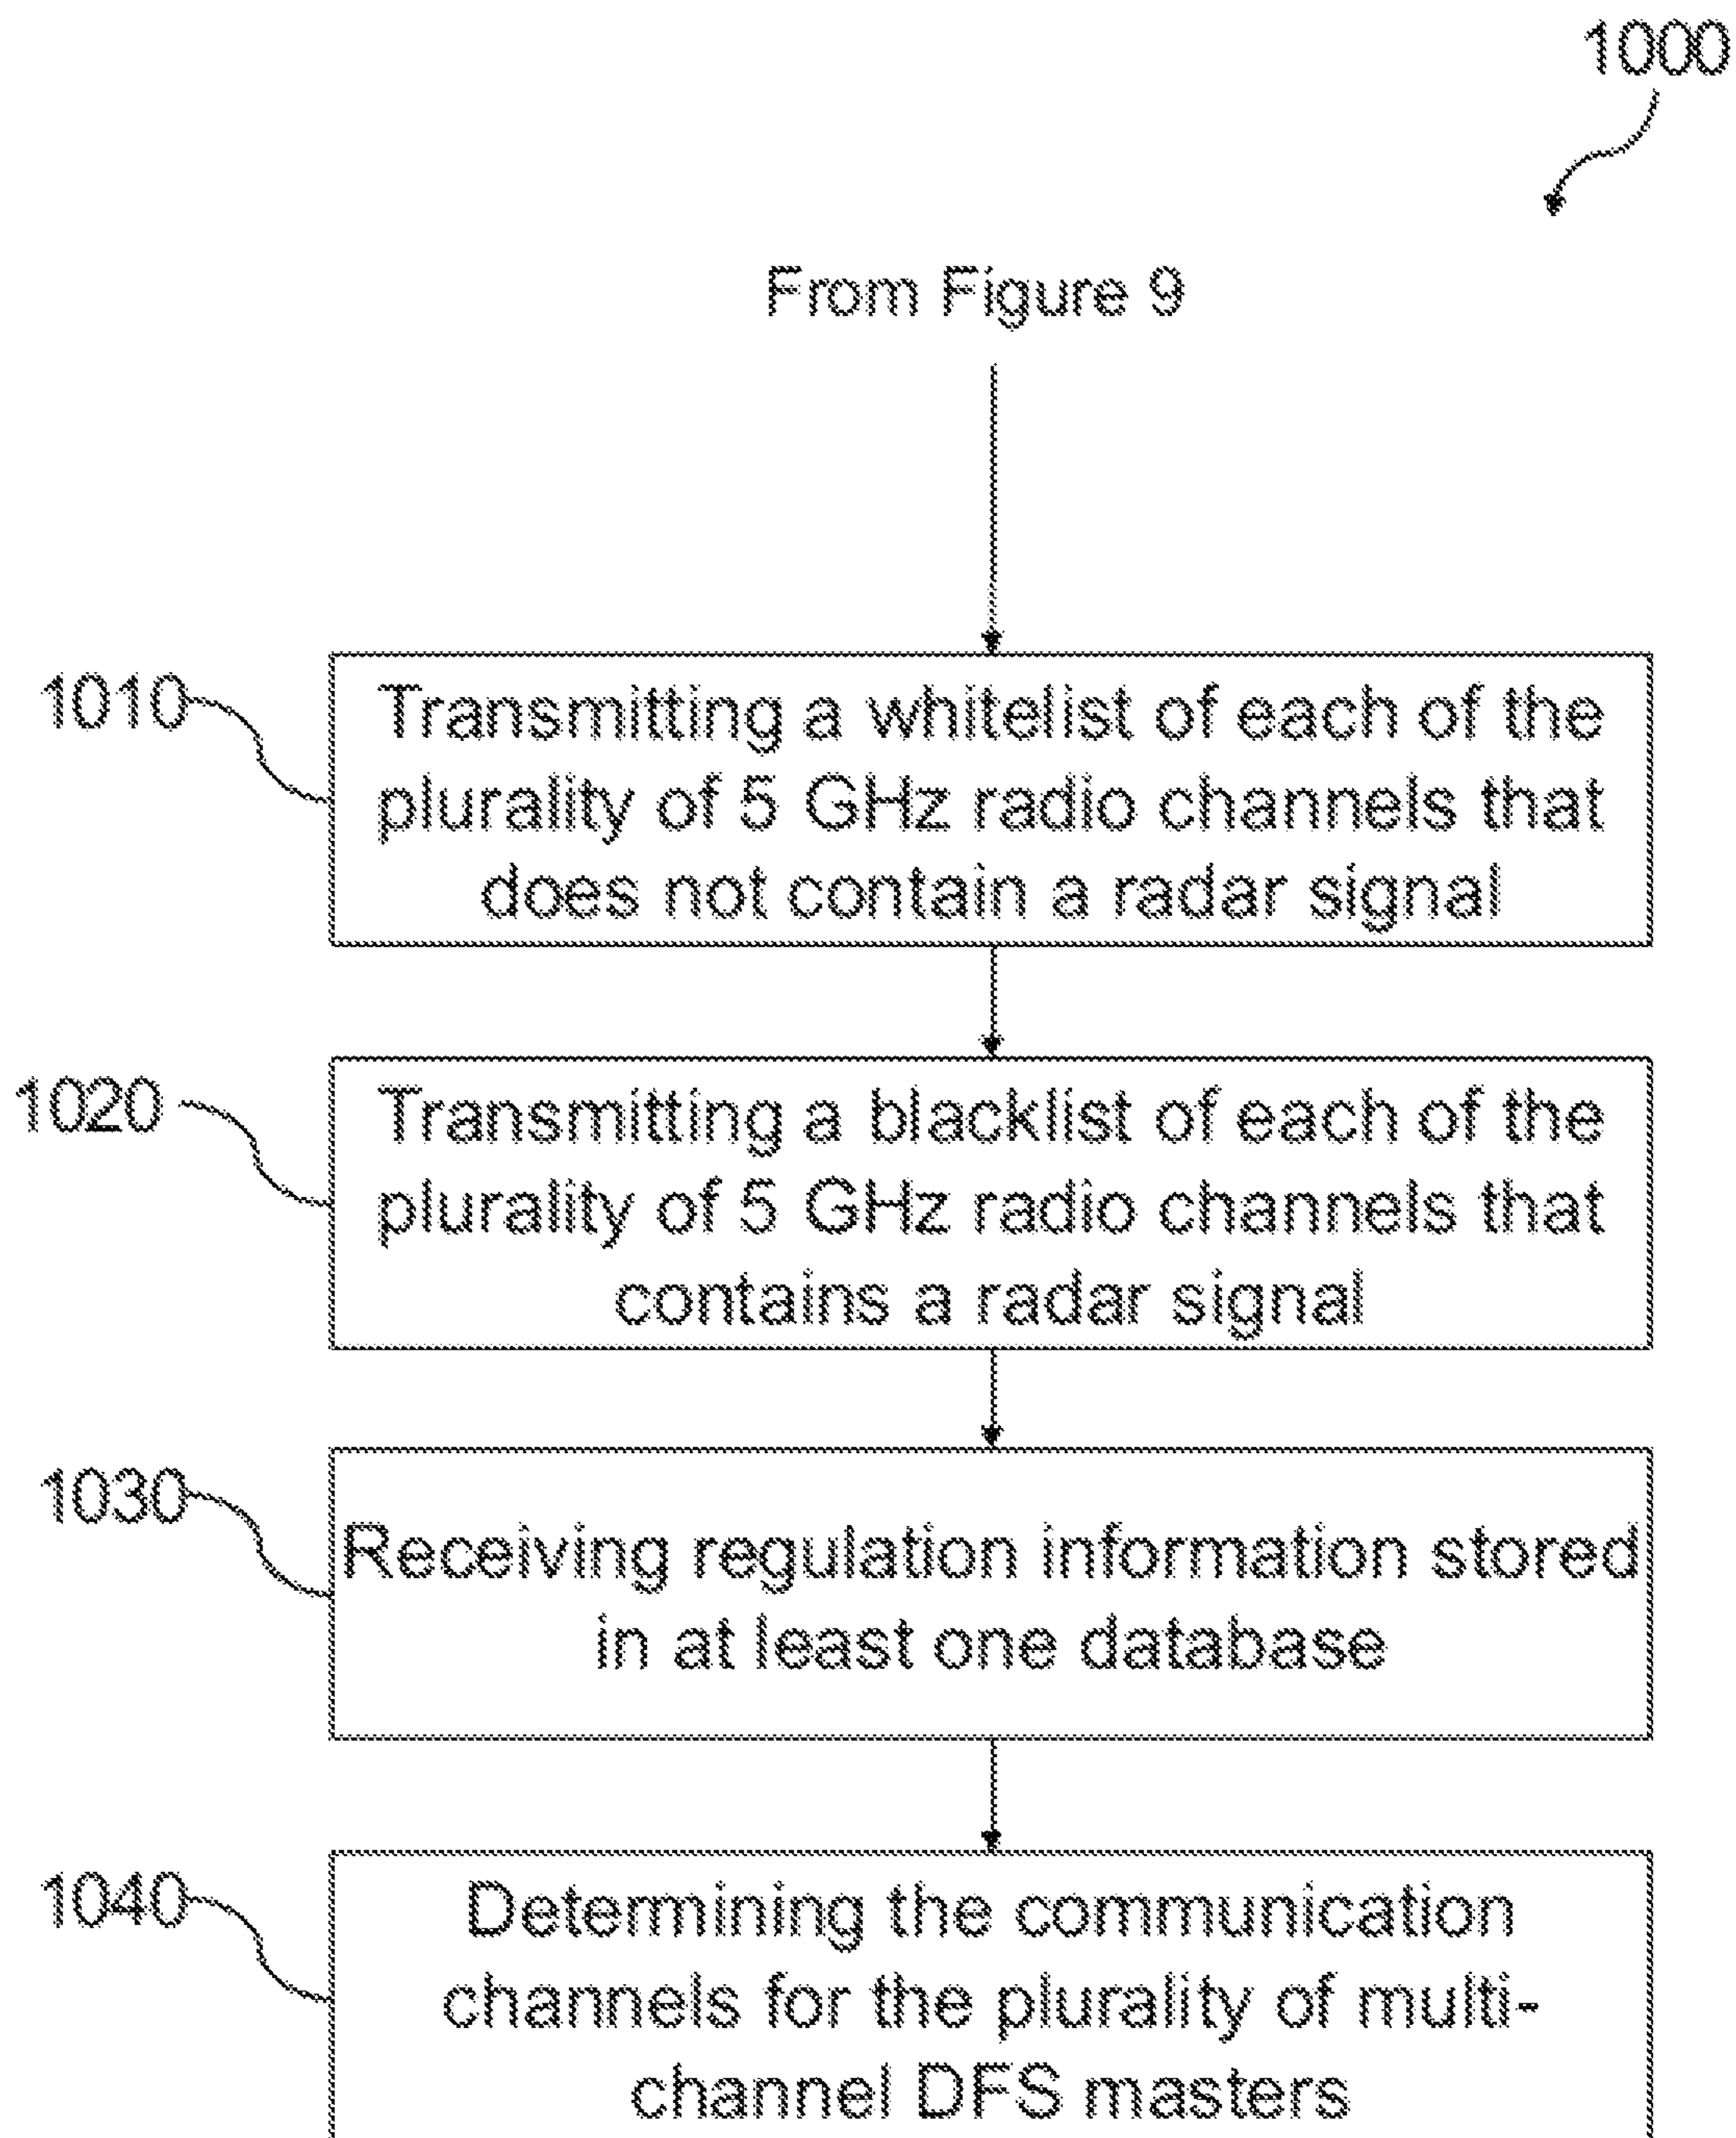 1000
From Figure 9
1010
Transmitting a whitelist of each of the
plurality of 5 GHz radio channels that
does not contain a radar signal
1020
Transmitting a blacklist of each of the
plurality of 5 GHz radio channels that
contains a radar signal
1030
Receiving regulation information stored
in at least one database
1040
Determining the communication
channels for the plurality of multi-
channel DFS masters